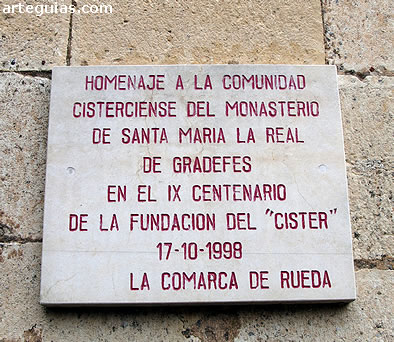 arteguias.com
HOMENAJE A LA COMUNIDAD
CISTERCIENSE DEL MONASTERIO
DE SANTA MARIA LA REAL
DE GRADEFES
EN EL IX CENTENARIO
DE LA FUNDACION DEL "CISTER"
17-10-1998
LA COMARCA DE RUEDA